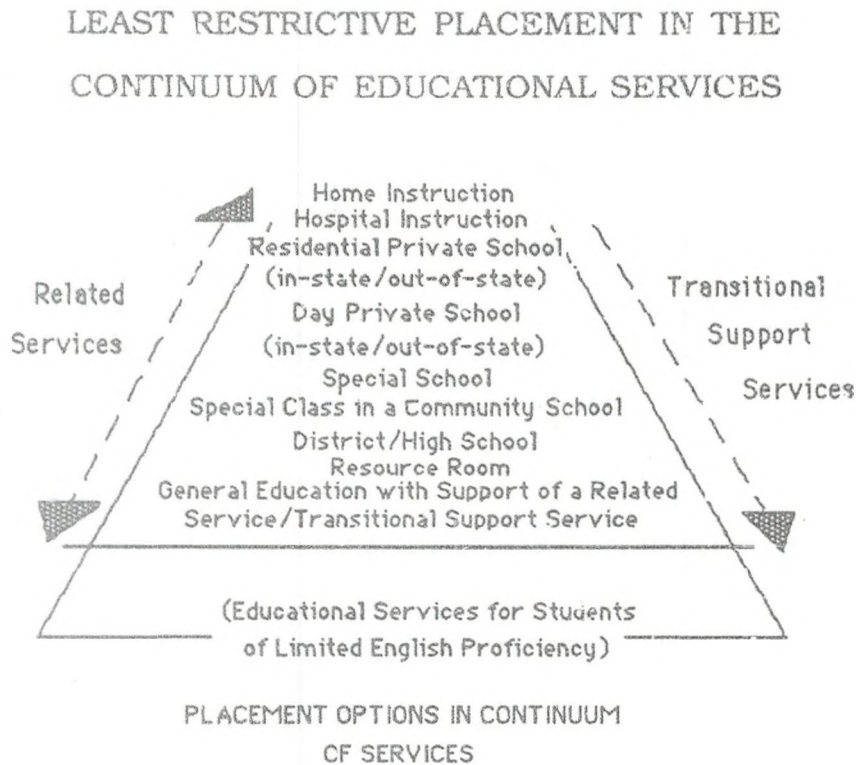 LEAST RESTRICTIVE PLACEMENT IN THE
CONTINUUM OF EDUCATIONAL SERVICES
Home Instruction
Hospital Instruction
Residential Private School
(in-state/out-of-state)
Day Private School
(in-state/out-of-state)
Special School
Special Class in a Community School
District/High School
Resource Room
General Education with Support of a Related
Service/Transitional Support Service
Related
Services
Transitional
Support
Services
(Educational Services for Students
of Limited English Proficiency)
PLACEMENT OPTIONS IN CONTINUUM
CF SERVICES